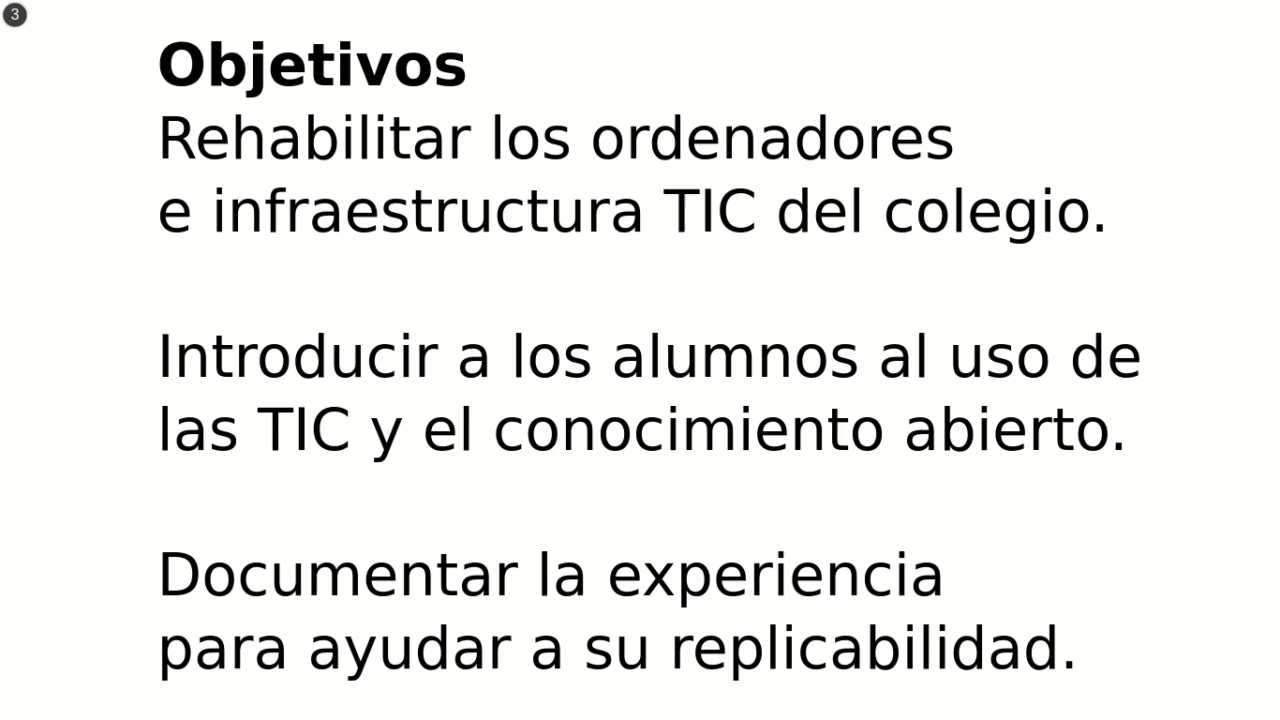 3
Objetivos
Rehabilitar los ordenadores
e infraestructura TIC del colegio.
Introducir a los alumnos al uso de
las TIC y el conocimiento abierto.
Documentar la experiencia
para ayudar a su replicabilidad.